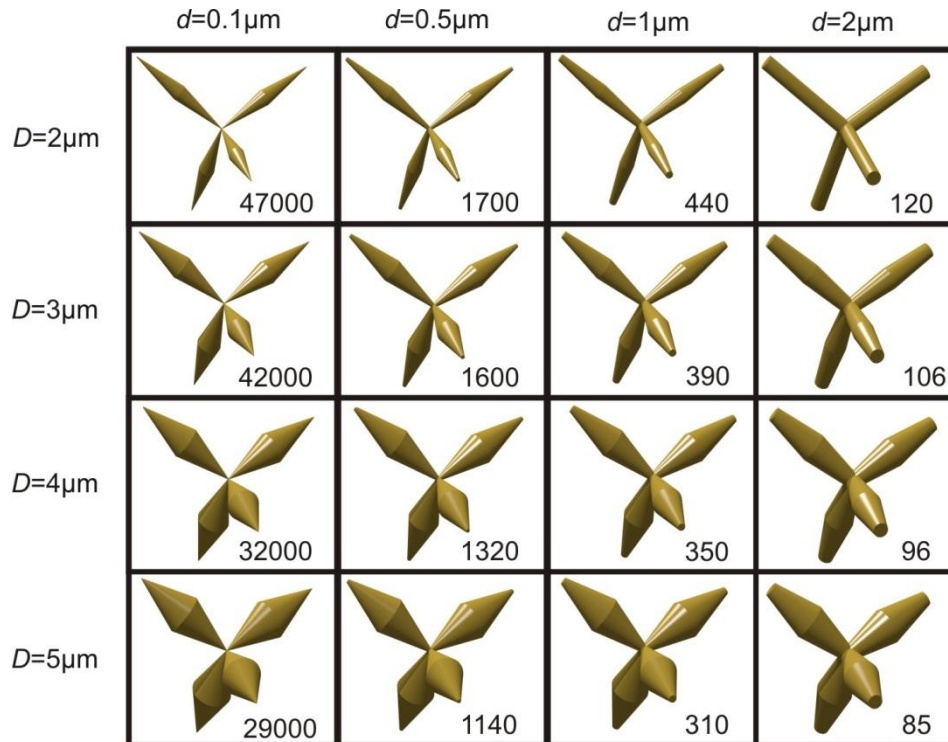 d=0.1µm d=0.5µm d=1µm d=2µm
D=2µm 47000 1700 440 120
D=3µm 42000 1600 390 106
D=4µm 32000 1320 350 96
D=5µm 29000 1140 310 85